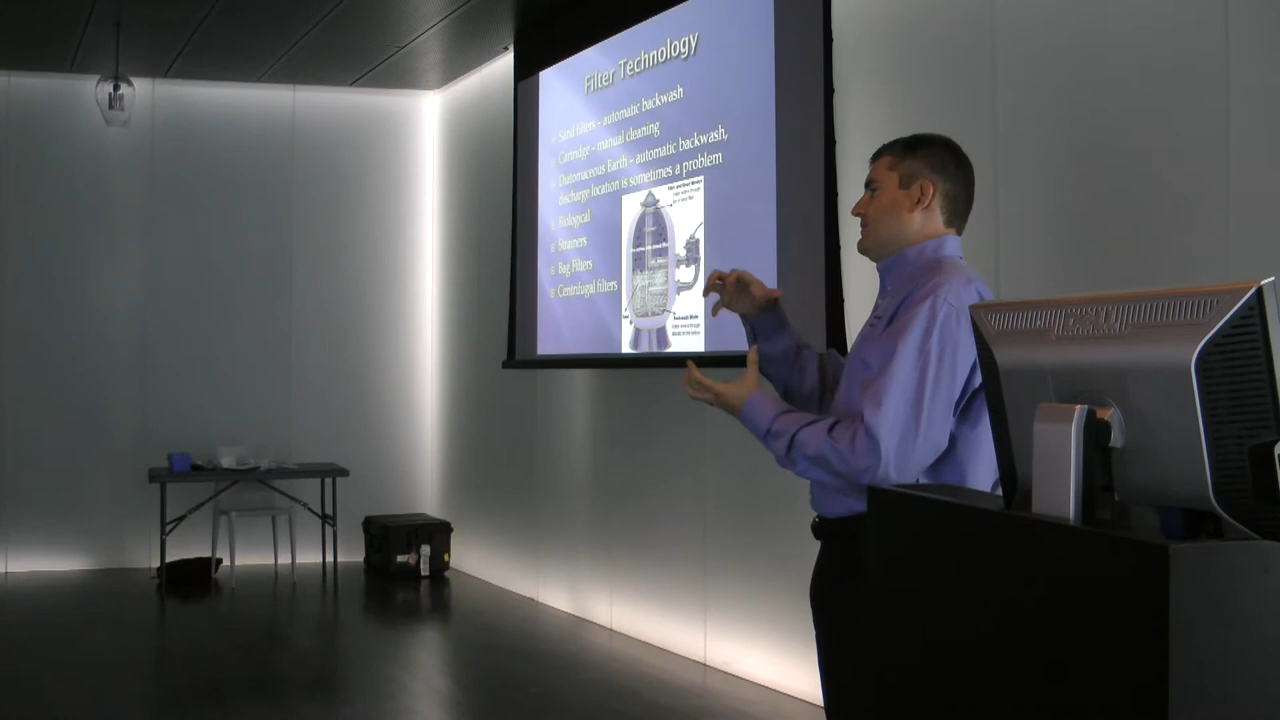 Filter Technology
Sand filters – automatic backwash
Cartridge – manual cleaning
Diatomaceous Earth – automatic backwash,
discharge location is sometimes a problem
Biological
Strainers
Bag Filters
Centrifugal filters